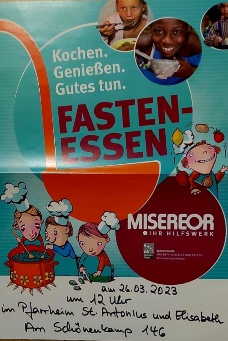 Kochen.
Genießen.
Gutes tun.
FASTEN-
ESSEN
MISEREOR
IHR HILFSWERK
am 26.03.2023
um 12 Uhr
im Pfarrheim St. Antonius und Elisabeth
Am Schönenkamp 146